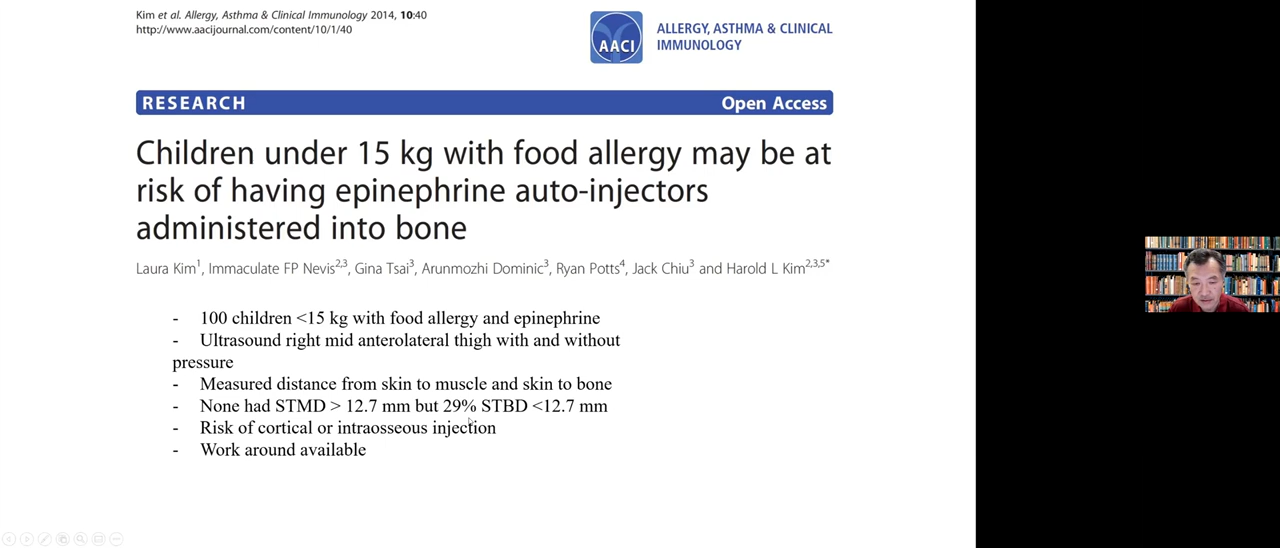 Kim et al. Allergy, Asthma & Clinical Immunology 2014, 10:40
http://www.aacijournal.com/content/10/1/40
AACI
ALLERGY, ASTHMA & CLINICAL
IMMUNOLOGY
RESEARCH
Open Access
Children under 15 kg with food allergy may be at
risk of having epinephrine auto-injectors
administered into bone
Laura Kim1, Immaculate FP Nevis2,3, Gina Tsai3, Arunmozhi Dominic3, Ryan Potts4, Jack Chiu3 and Harold L Kim2,3,5*
- 100 children <15 kg with food allergy and epinephrine
- Ultrasound right mid anterolateral thigh with and without
pressure
- Measured distance from skin to muscle and skin to bone
- None had STMD > 12.7 mm but 29% STBD <12.7 mm
- Risk of cortical or intraosseous injection
- Work around available